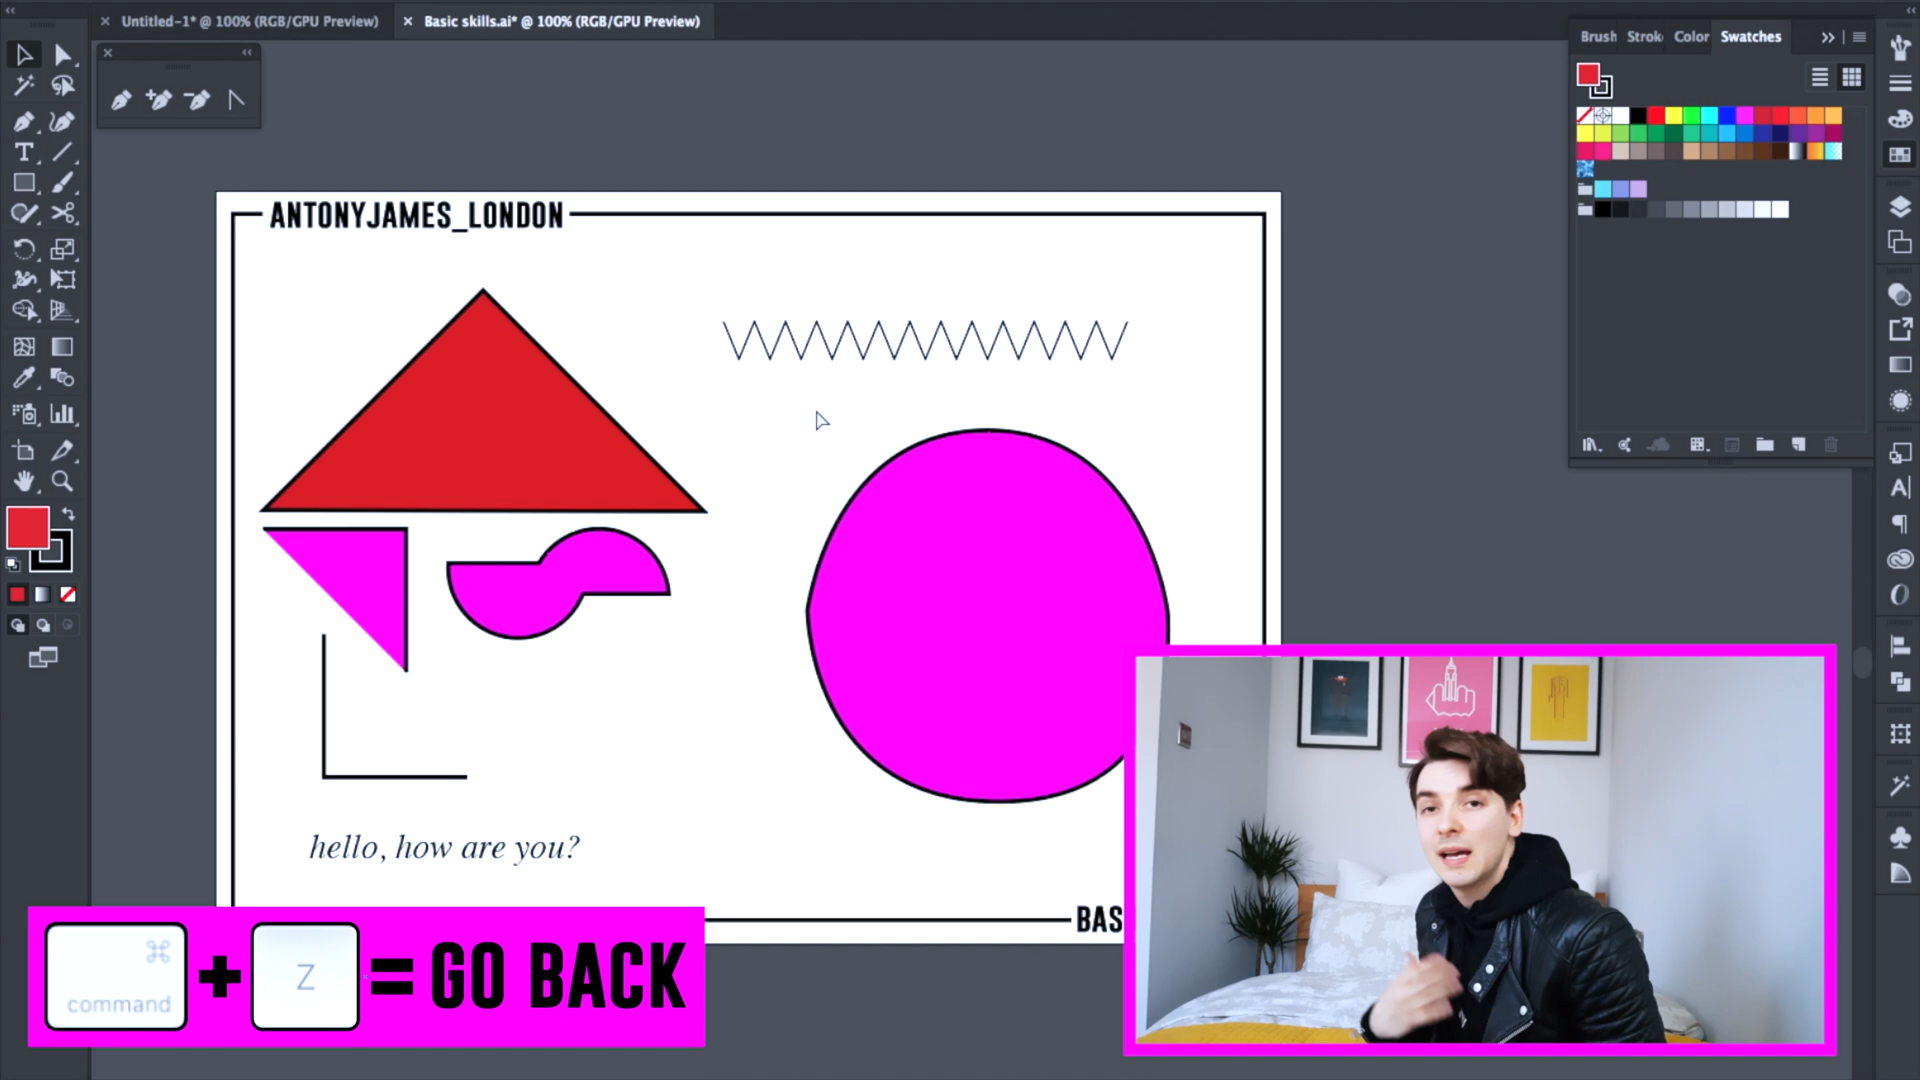 Untitled-1* @ 100% (RGB/GPU Preview)
Basic skills.ai* @ 100% (RGB/GPU Preview)
Brush Strok Color Swatches
ANTONYJAMES_LONDON
hello, how are you?
BAS
command + Z = GO BACK